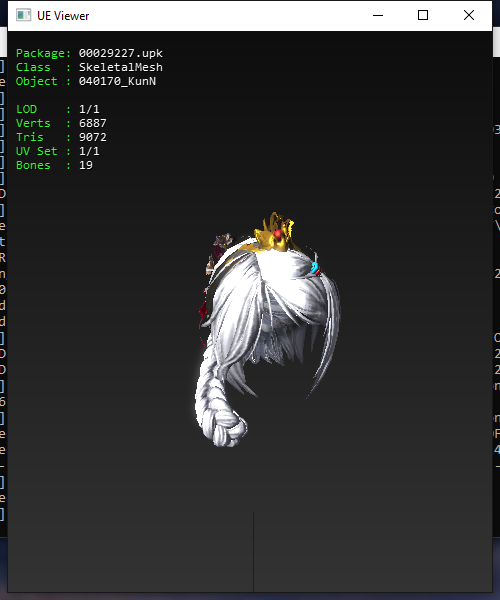 UE Viewer
Package: 00029227.upk
Class : SkeletalMesh
Object : 040170_KunN
LOD : 1/1
Verts : 6887
Tris : 9072
UV Set : 1/1
Bones : 19